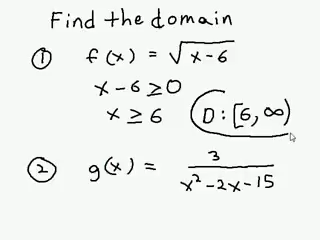 Find the domain
① f(x) = √(x-6)
x-6 ≥ 0
x ≥ 6
D: [6, ∞)
② g(x) = 3/(x²-2x-15)